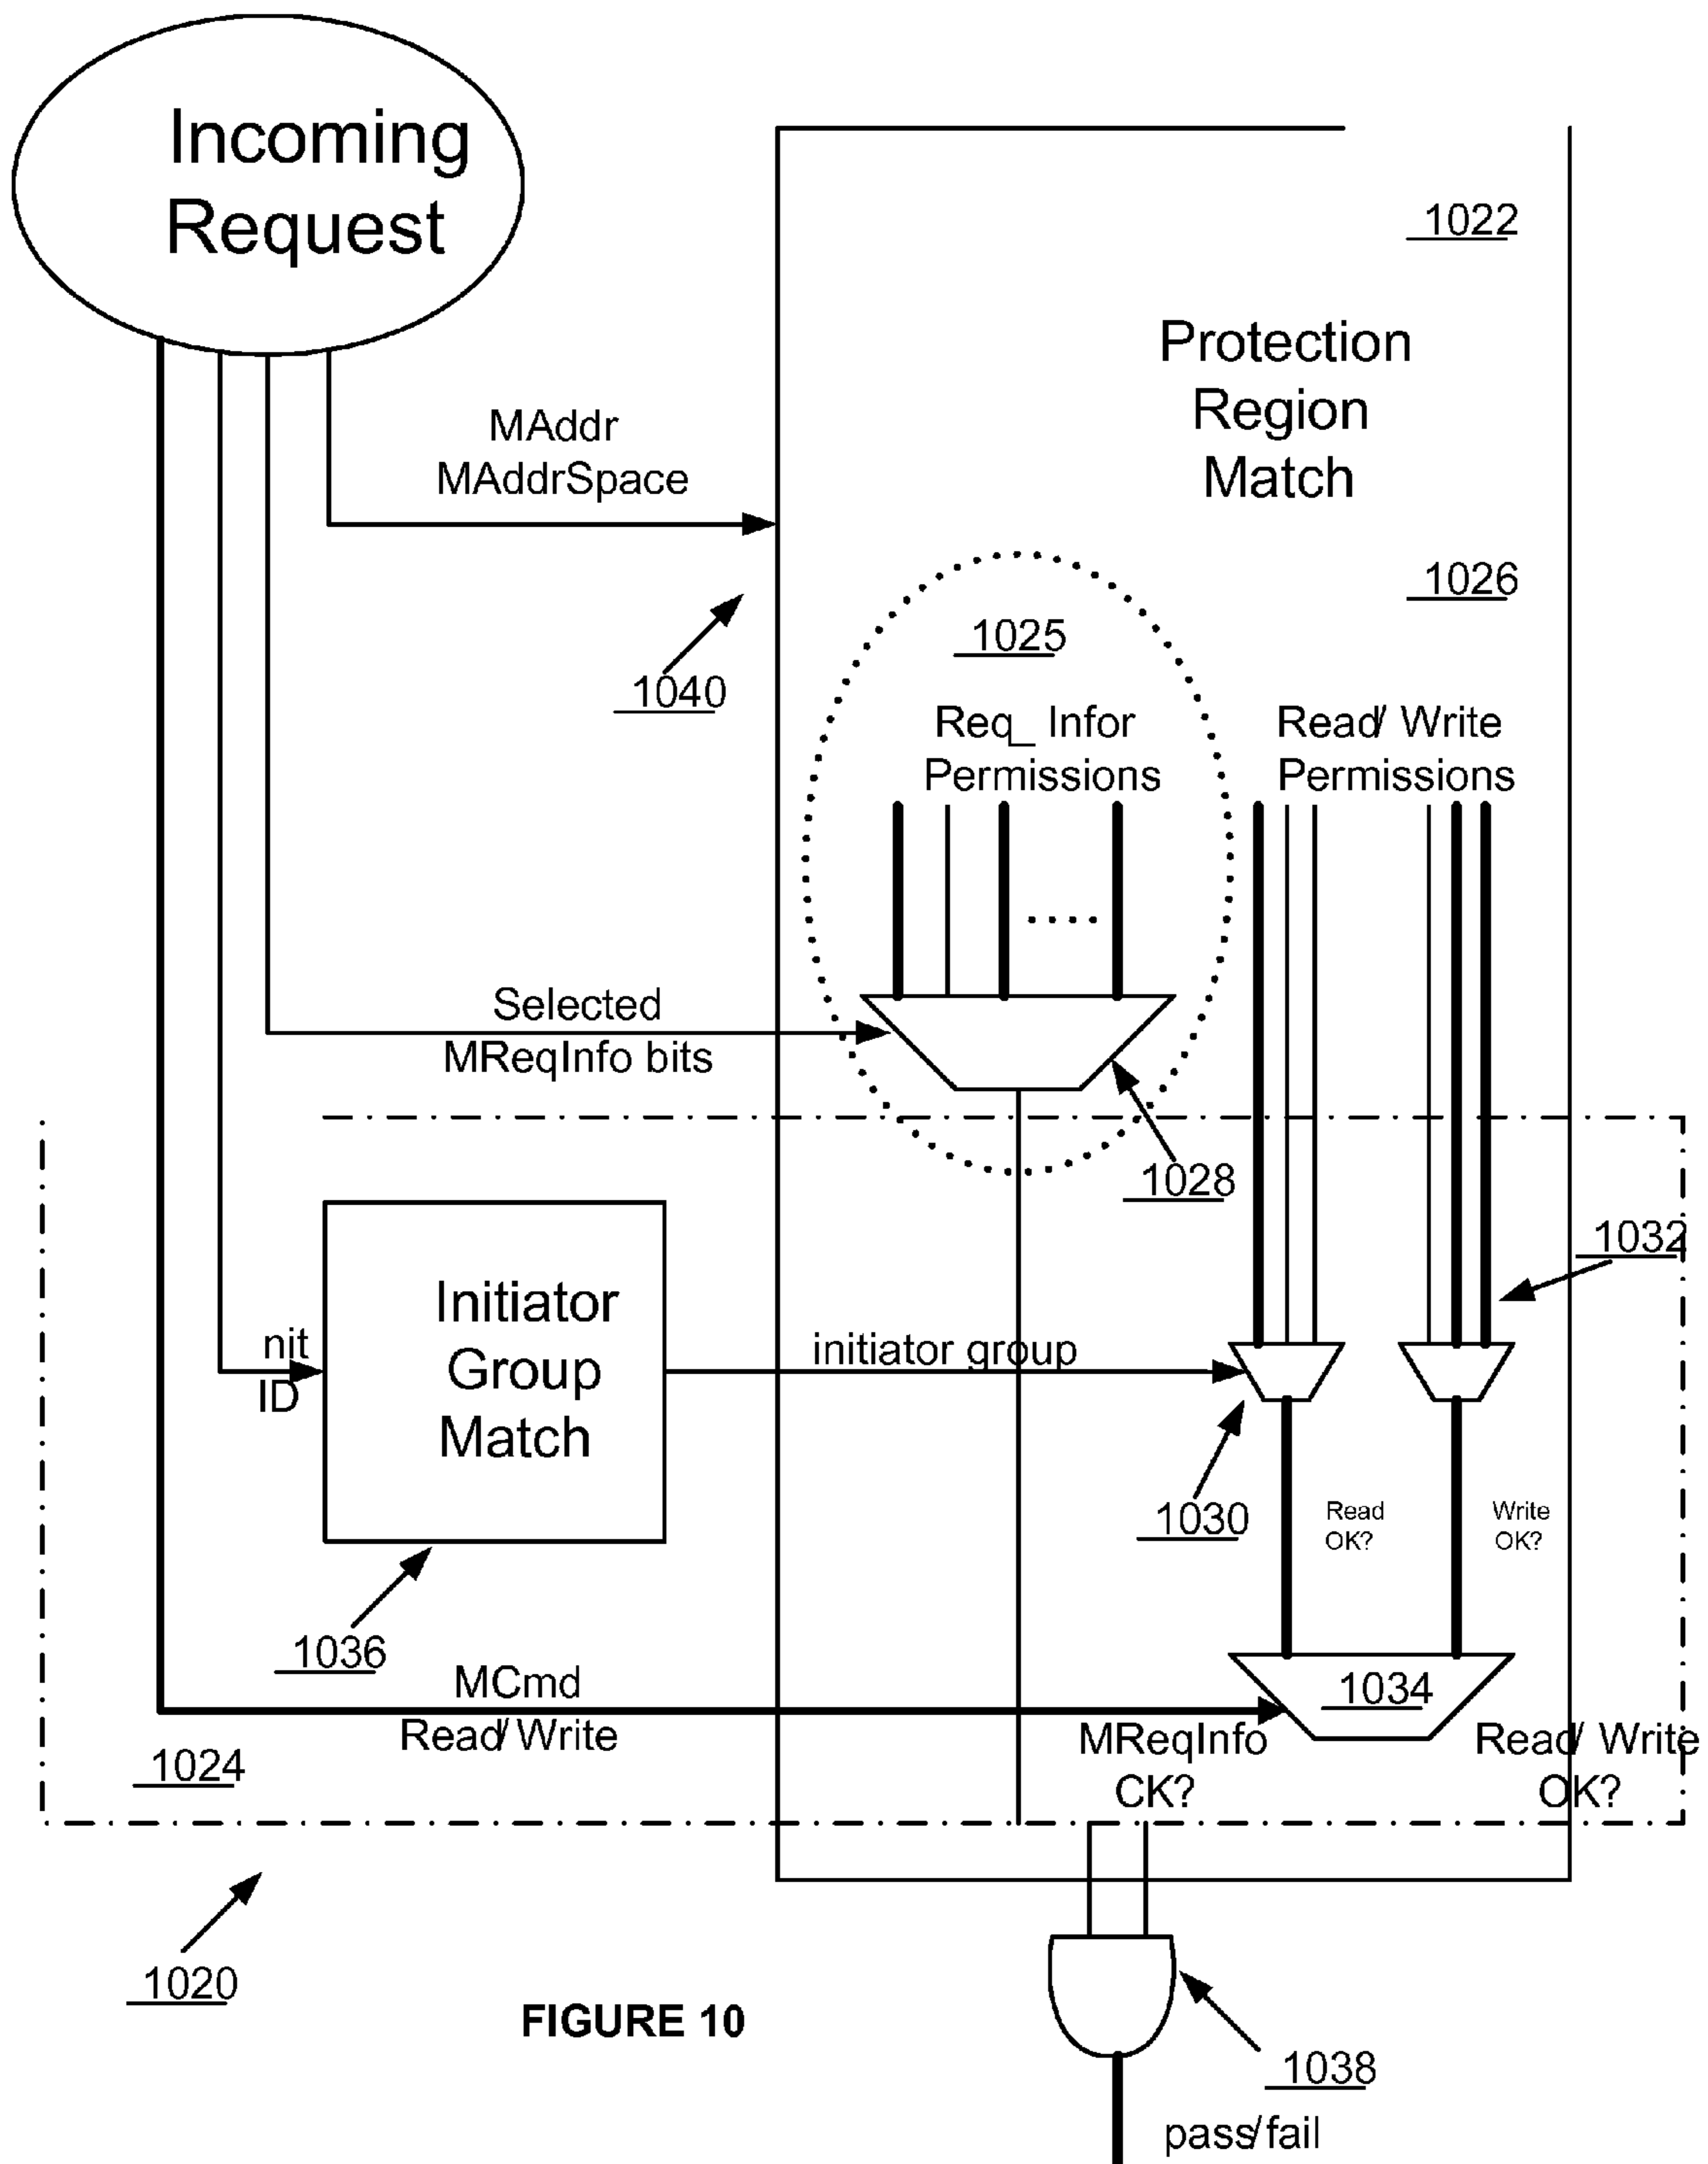 Incoming
Request
1022
Protection
Region
Match
MAddr
MAddrSpace
1026
1025
1040
Req_ Infor
Permissions
Read/ Write
Permissions
Selected
MReqInfo bits
1028
1032
Initiator
Group
Match
nit
ID
initiator group
1030
Read
OK?
Write
OK?
1036
MCmd
Read/ Write
1034
MReqInfo
CK?
Read/ Write
OK?
1024
1020
FIGURE 10
1038
pass/fail